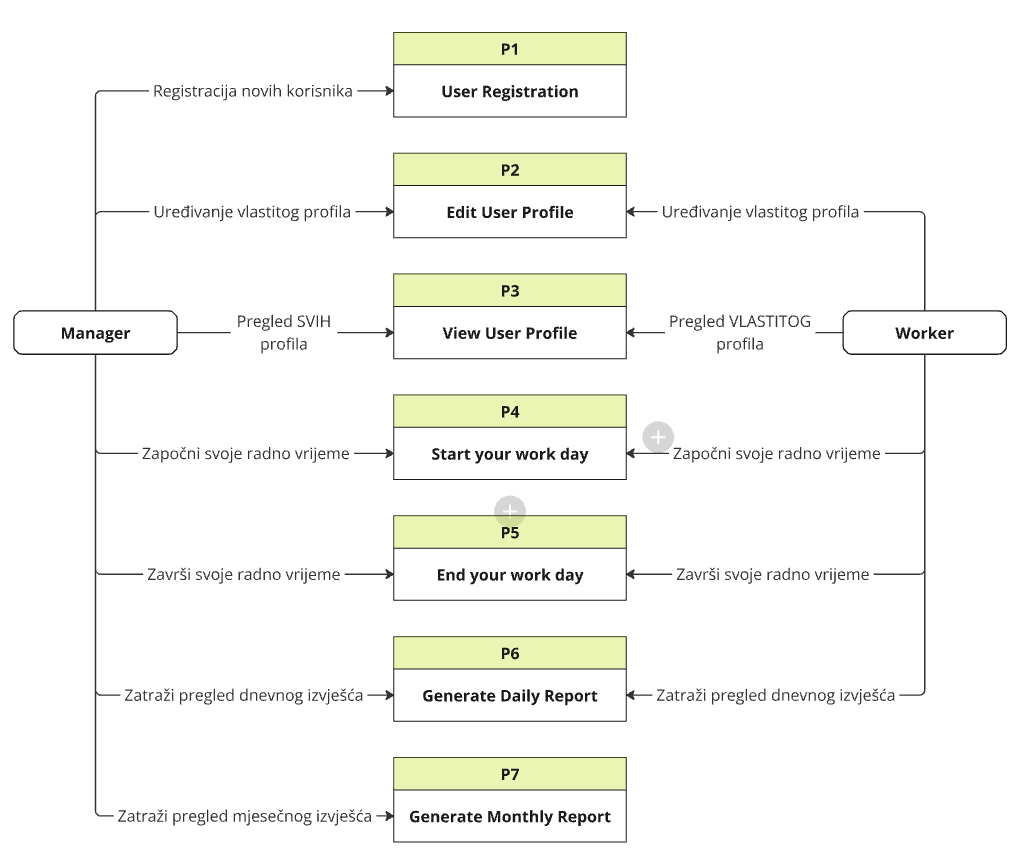 P1
Registracija novih korisnika
User Registration
P2
Uređivanje vlastitog profila
Edit User Profile
Uređivanje vlastitog profila
P3
Manager
Pregled SVIH
profila
View User Profile
Pregled VLASTITOG
profila
Worker
P4
Započni svoje radno vrijeme
Start your work day
Započni svoje radno vrijeme
P5
Završi svoje radno vrijeme
End your work day
Završi svoje radno vrijeme
P6
Zatraži pregled dnevnog izvješća
Generate Daily Report
Zatraži pregled dnevnog izvješća
P7
Zatraži pregled mjesečnog izvješća
Generate Monthly Report